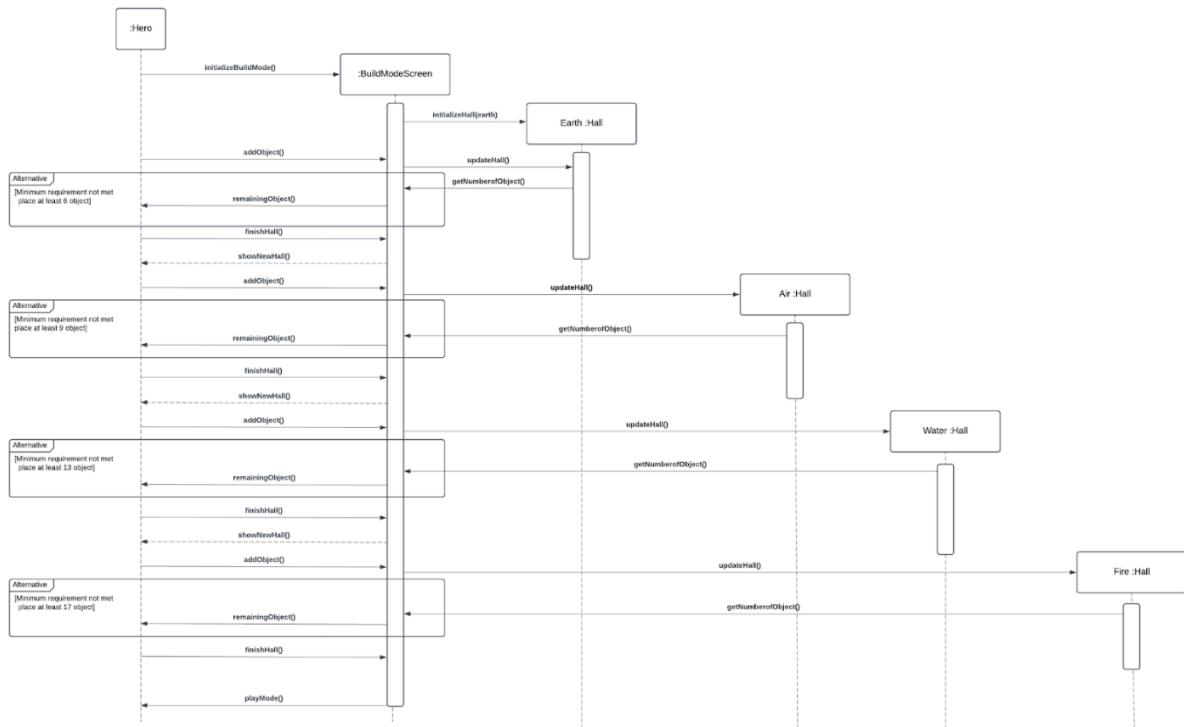 :Hero
initializeBuildMode()
:BuildModeScreen
initializeHall(earth)
Earth :Hall
addObject()
updateHall()
Alternative
[Minimum requirement not met
place at least 6 object]
getNumberofObject()
remainingObject()
finishHall()
showNewHall()
addObject()
updateHall()
Air :Hall
Alternative
[Minimum requirement not met
place at least 9 object]
getNumberofObject()
remainingObject()
finishHall()
showNewHall()
addObject()
updateHall()
Water :Hall
Alternative
[Minimum requirement not met
place at least 13 object]
getNumberofObject()
remainingObject()
finishHall()
showNewHall()
addObject()
updateHall()
Fire :Hall
Alternative
[Minimum requirement not met
place at least 17 object]
getNumberofObject()
remainingObject()
finishHall()
playMode()